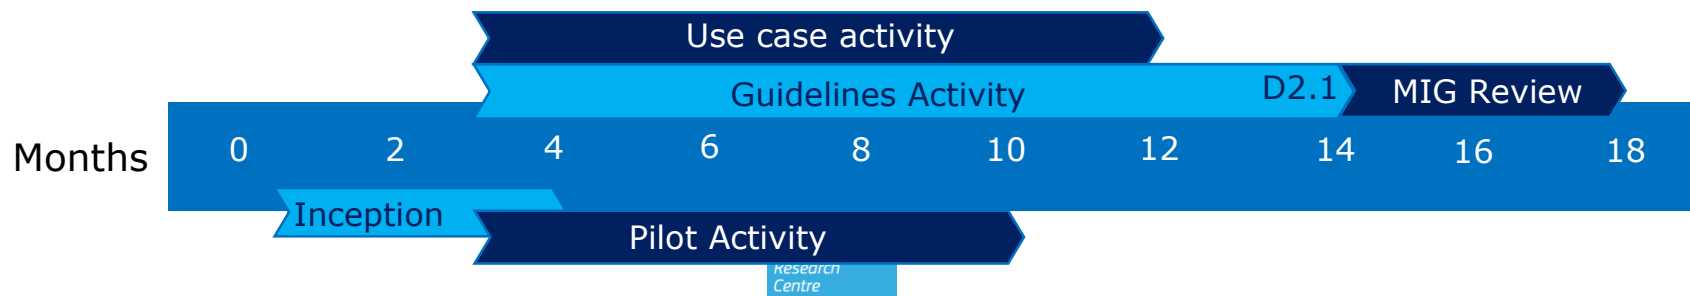 Use case activity
Guidelines Activity
D2.1
MIG Review
Months
0 2 4 6 8 10 12 14 16 18
Inception
Pilot Activity
Research
Centre